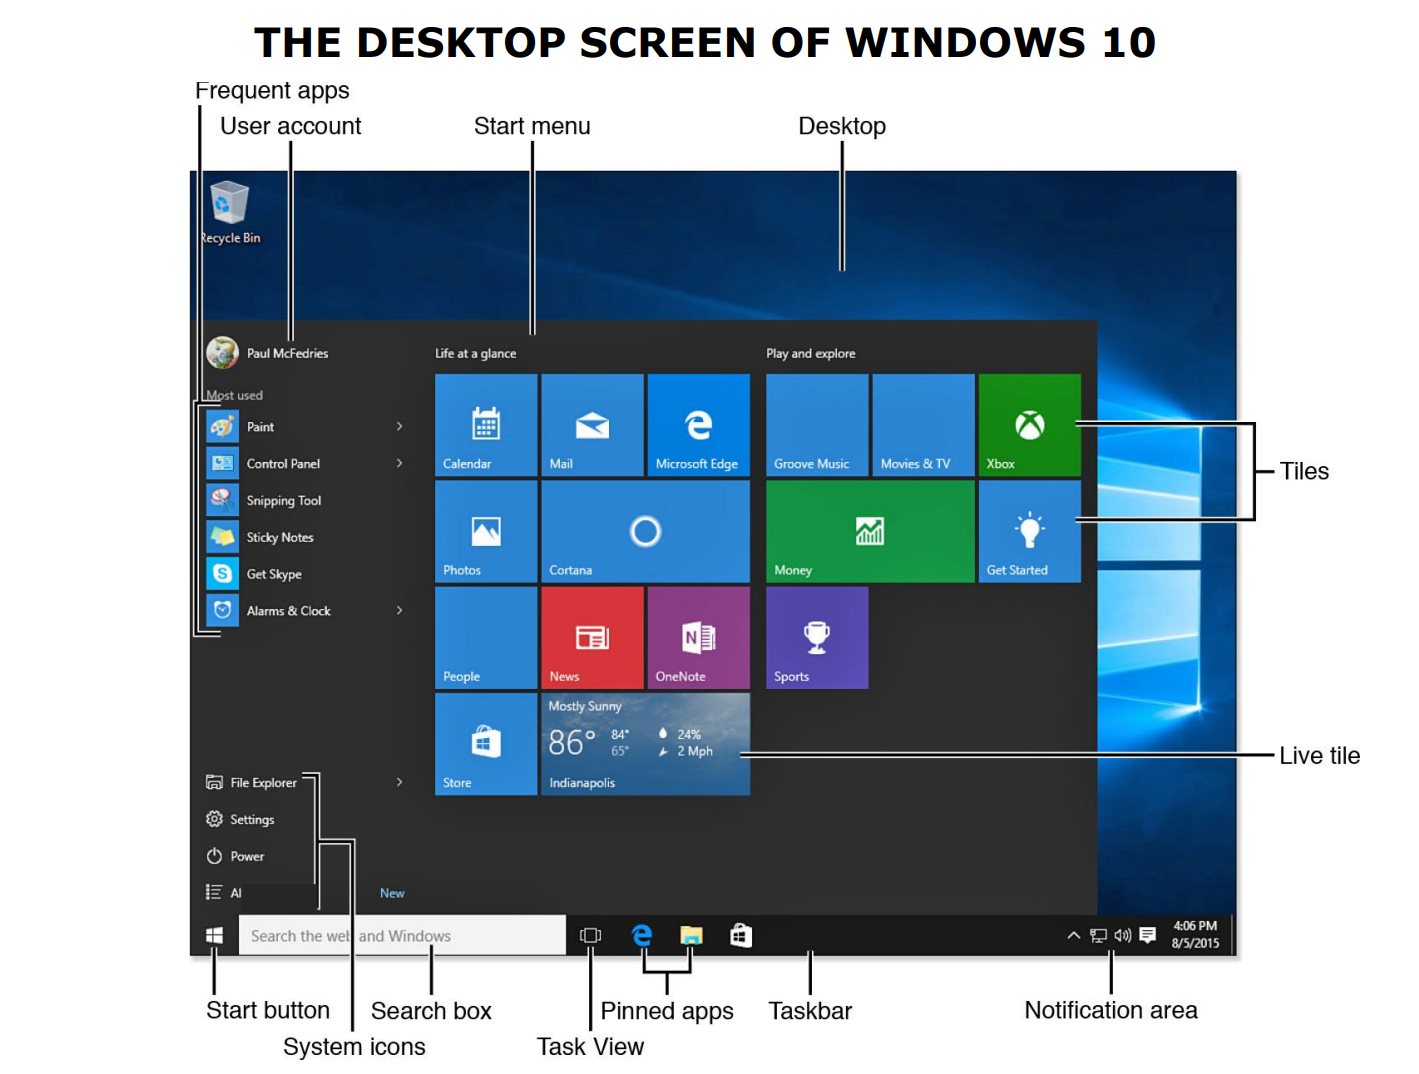 THE DESKTOP SCREEN OF WINDOWS 10
Frequent apps
User account
Start menu
Desktop
Recycle Bin
Paul McFedries
Life at a glance
Play and explore
Most used
Paint
Control Panel
Snipping Tool
Sticky Notes
Get Skype
Alarms & Clock
Calendar
Mail
Microsoft Edge
Groove Music
Movies & TV
Xbox
Photos
Cortana
Money
Get Started
People
News
OneNote
Sports
Store
Mostly Sunny
86° 84° 24%
65° 2 Mph
Indianapolis
Tiles
Live tile
File Explorer
Settings
Power
Al
New
Search the web and Windows
4:06 PM
8/5/2015
Start button
Search box
Pinned apps
Taskbar
Notification area
System icons
Task View